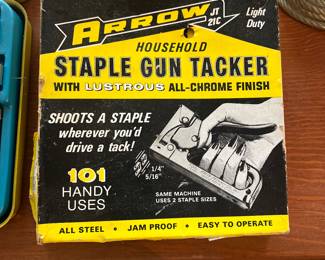 ARROW
JT
21C
Light
Duty
HOUSEHOLD
STAPLE GUN TACKER
WITH LUSTROUS ALL-CHROME FINISH
SHOOTS A STAPLE
wherever you'd
drive a tack!
101
HANDY
USES
1/4"
5/16"
SAME MACHINE
USES 2 STAPLE SIZES
ALL STEEL • JAM PROOF • EASY TO OPERATE